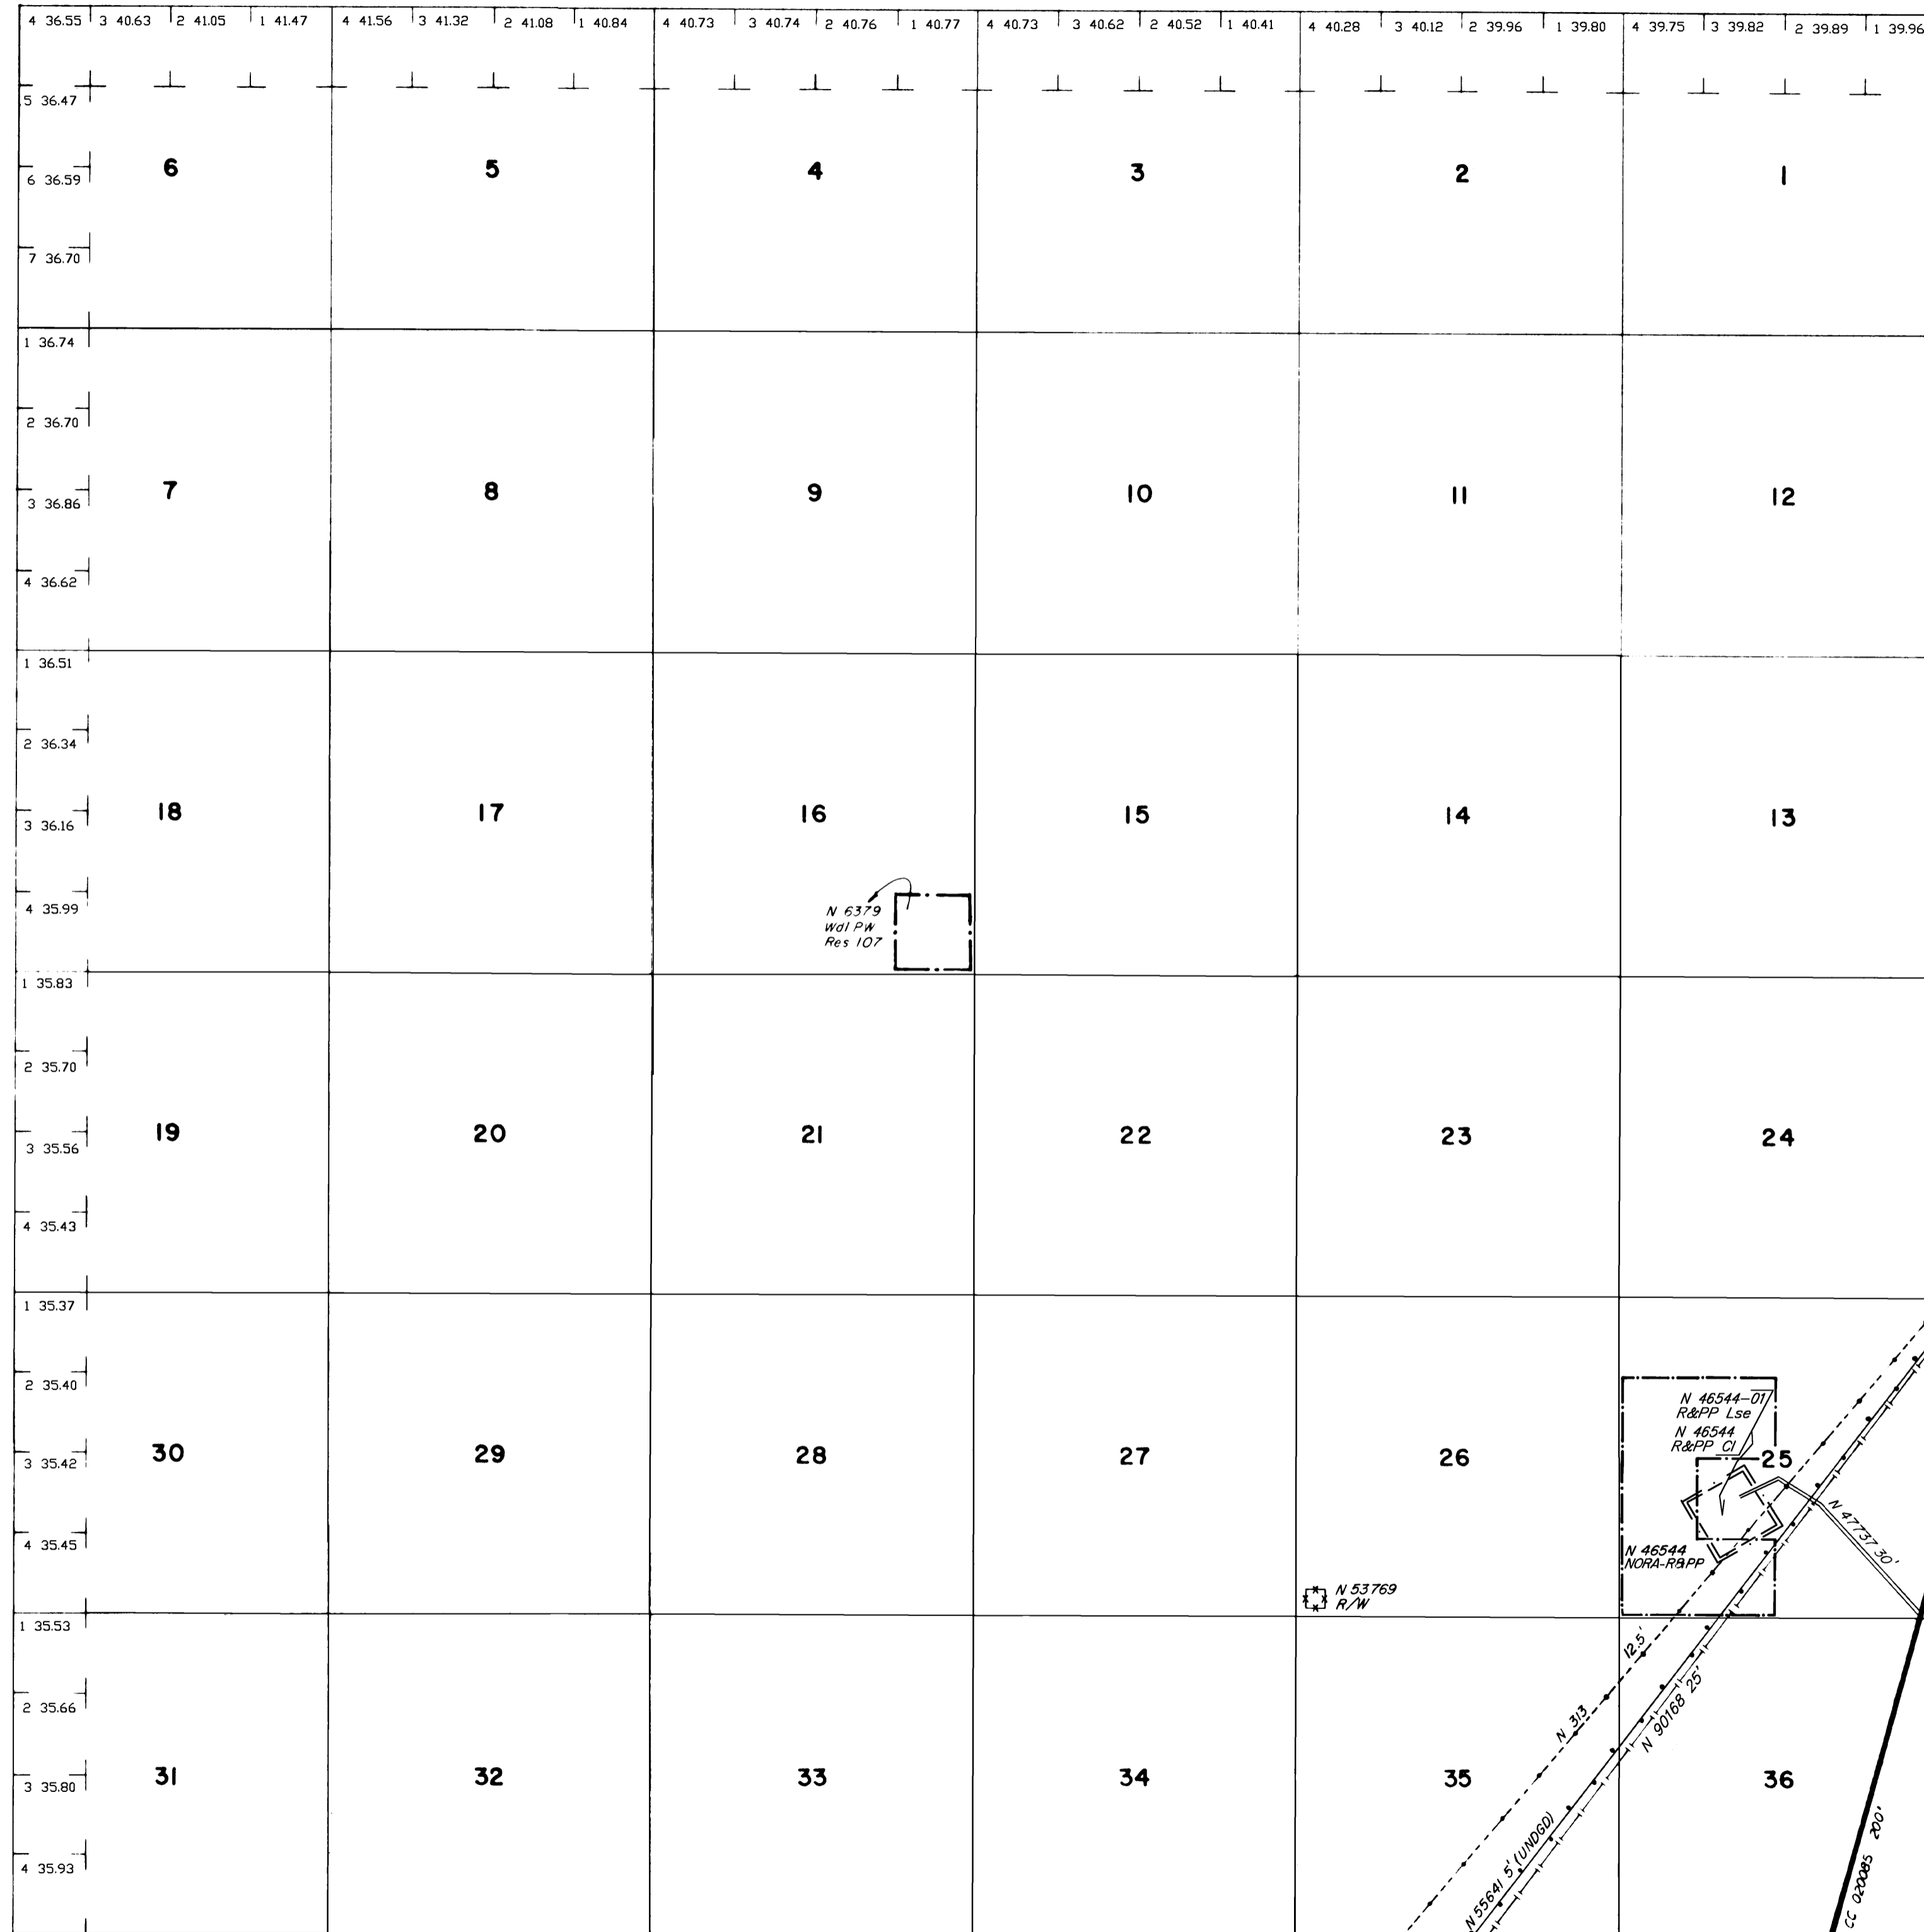 4 36.55 3 40.63 2 41.05 1 41.47 4 41.56 3 41.32 2 41.08 1 40.84 4 40.73 3 40.74 2 40.76 1 40.77 4 40.73 3 40.62 2 40.52 1 40.41 4 40.28 3 40.12 2 39.96 1 39.80 4 39.75 3 39.82 2 39.89 1 39.96
5 36.47
6 5 4 3 2 1
6 36.59
7 36.70
1 36.74
2 36.70
7 8 9 10 11 12
3 36.86
4 36.62
1 36.51
2 36.34
18 17 16 15 14 13
3 36.16
4 35.99
N 6379
Wdl PW
Res 107
1 35.83
2 35.70
19 20 21 22 23 24
3 35.56
4 35.43
1 35.37
2 35.40
N 46544-01
R&PP Lse
N 46544
R&PP Cl
30 29 28 27 26 25
3 35.42
N 47737 30'
4 35.45
N 46544
NORA-R&PP
N 53769
R/W
1 35.53
12.5'
2 35.66
N 313
N 90168 25'
31 32 33 34 35 36
3 35.80
4 35.93
N 55641 5' (UNDGD)
CC 020085 200'